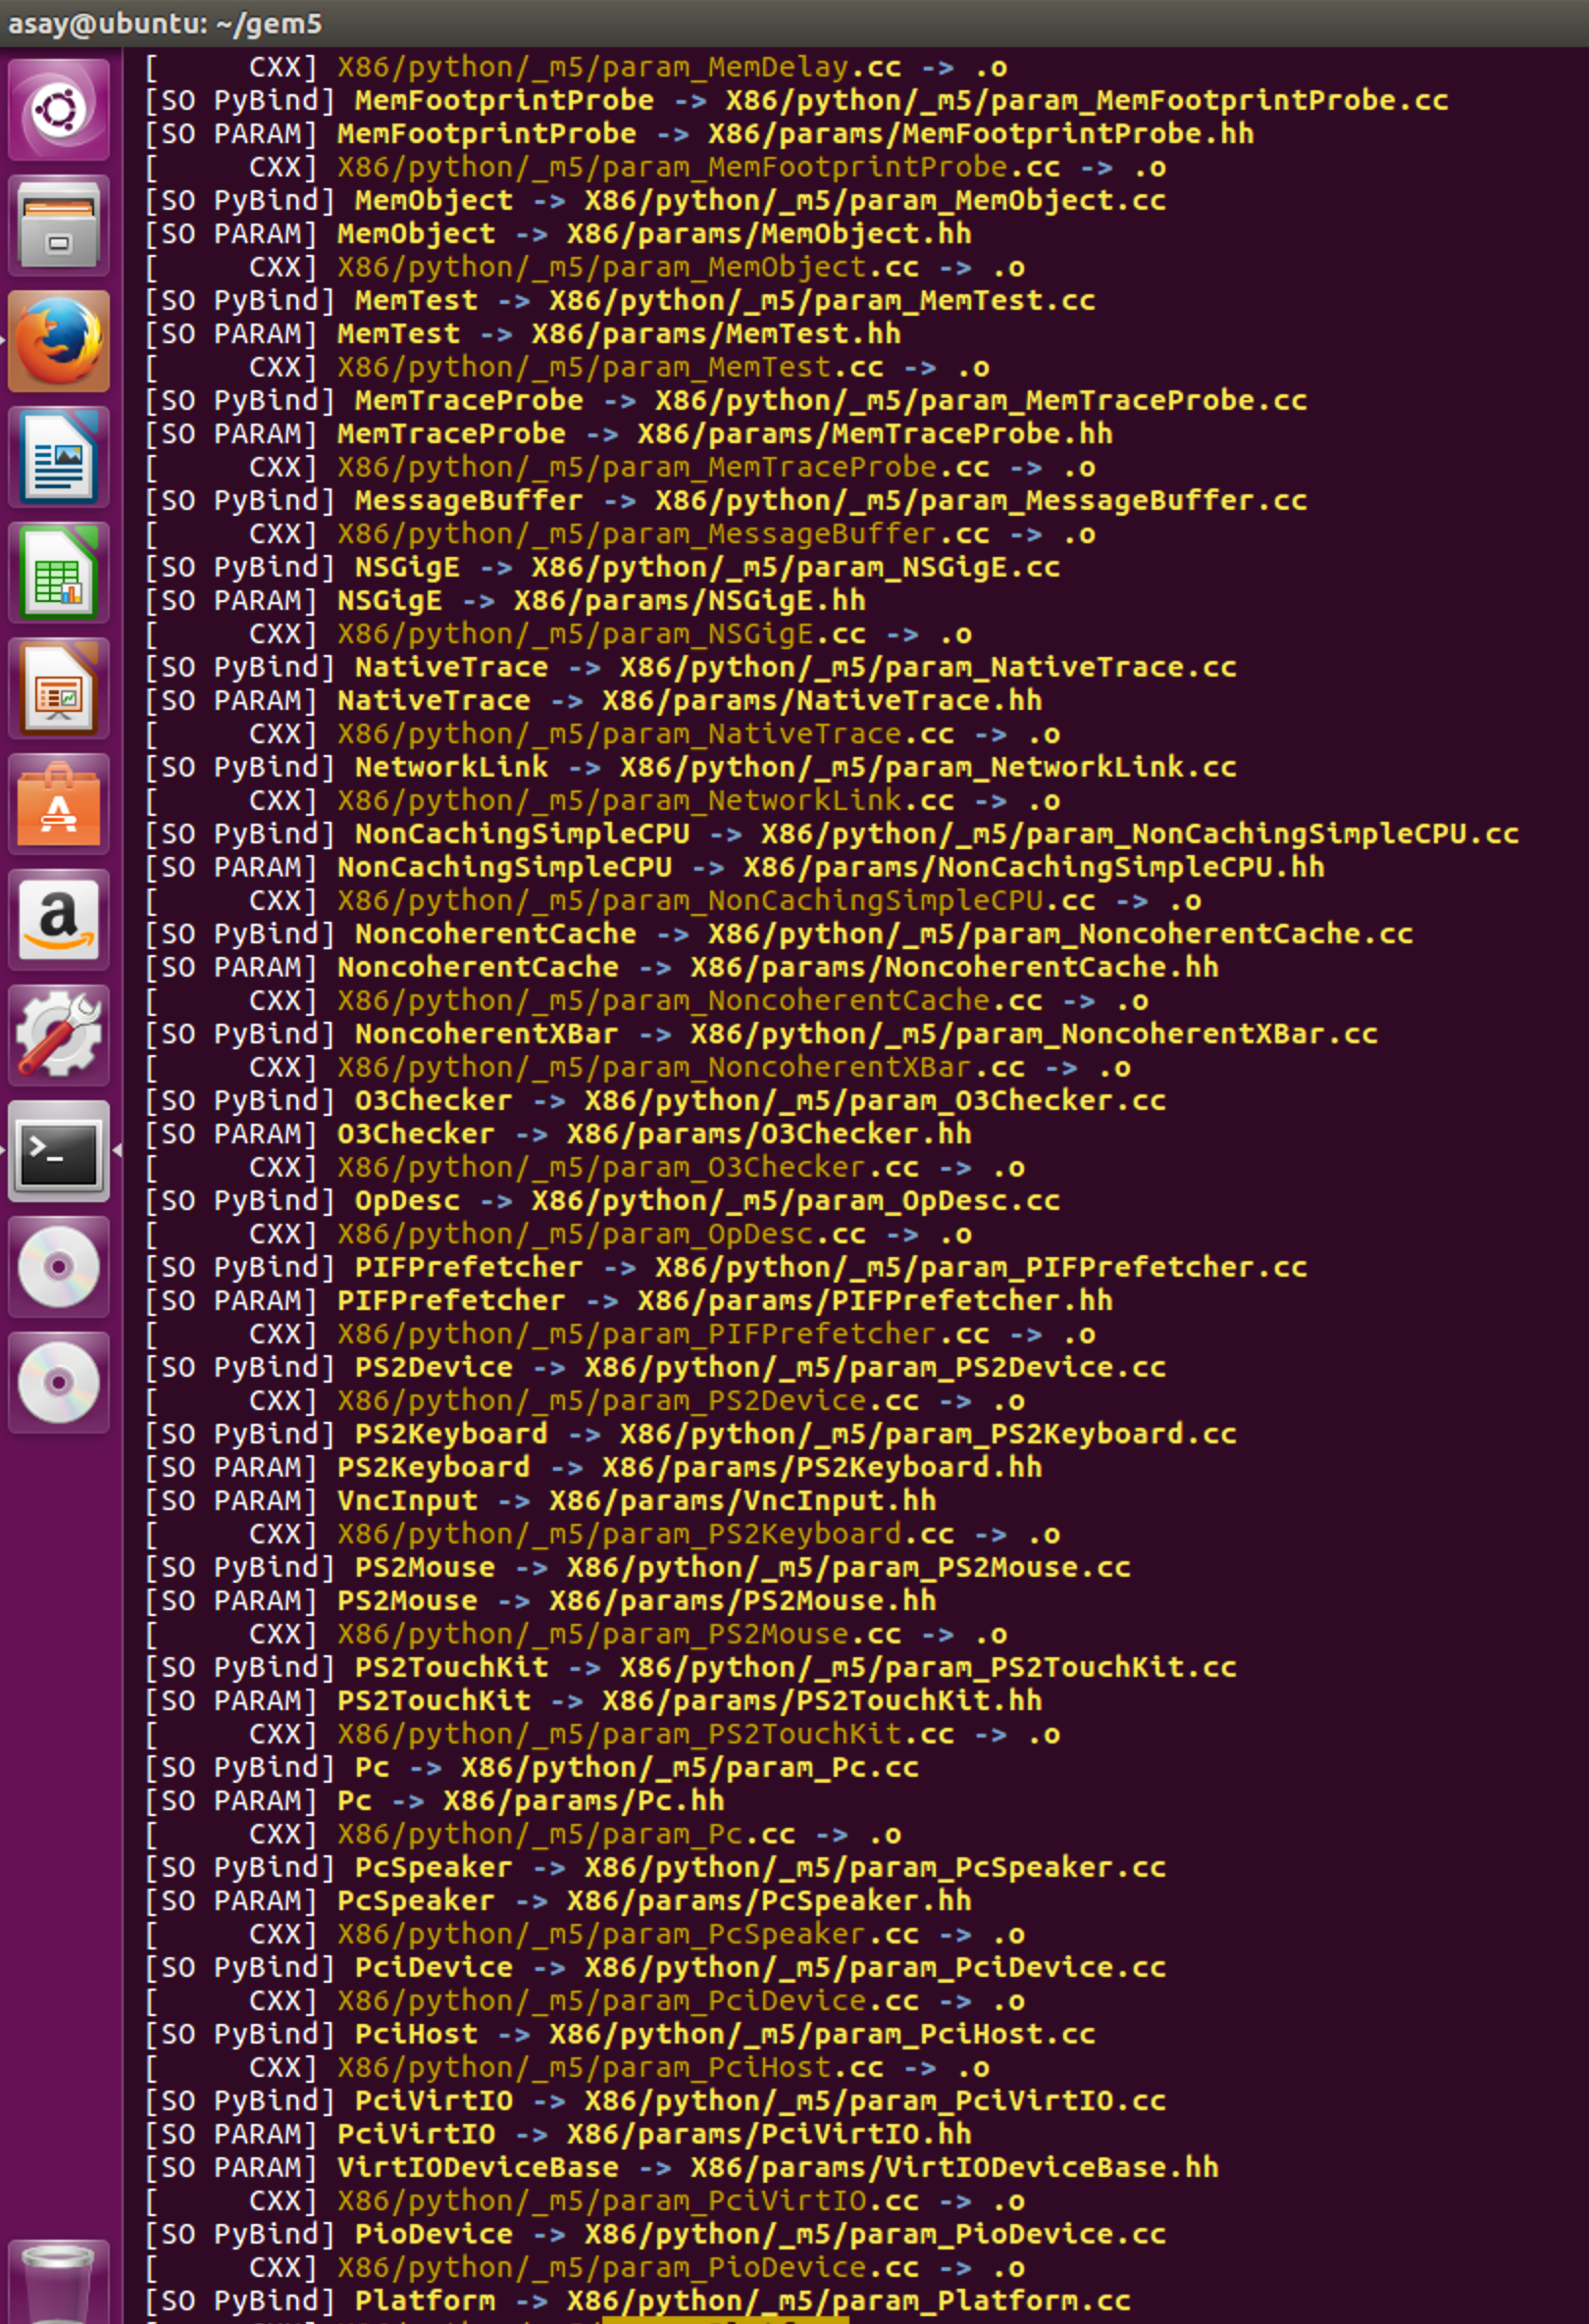 asay@ubuntu: ~/gem5
[     CXX] X86/python/_m5/param_MemDelay.cc -> .o
[SO PyBind] MemFootprintProbe -> X86/python/_m5/param_MemFootprintProbe.cc
[SO PARAM] MemFootprintProbe -> X86/params/MemFootprintProbe.hh
[     CXX] X86/python/_m5/param_MemFootprintProbe.cc -> .o
[SO PyBind] MemObject -> X86/python/_m5/param_MemObject.cc
[SO PARAM] MemObject -> X86/params/MemObject.hh
[     CXX] X86/python/_m5/param_MemObject.cc -> .o
[SO PyBind] MemTest -> X86/python/_m5/param_MemTest.cc
[SO PARAM] MemTest -> X86/params/MemTest.hh
[     CXX] X86/python/_m5/param_MemTest.cc -> .o
[SO PyBind] MemTraceProbe -> X86/python/_m5/param_MemTraceProbe.cc
[SO PARAM] MemTraceProbe -> X86/params/MemTraceProbe.hh
[     CXX] X86/python/_m5/param_MemTraceProbe.cc -> .o
[SO PyBind] MessageBuffer -> X86/python/_m5/param_MessageBuffer.cc
[     CXX] X86/python/_m5/param_MessageBuffer.cc -> .o
[SO PyBind] NSGigE -> X86/python/_m5/param_NSGigE.cc
[SO PARAM] NSGigE -> X86/params/NSGigE.hh
[     CXX] X86/python/_m5/param_NSGigE.cc -> .o
[SO PyBind] NativeTrace -> X86/python/_m5/param_NativeTrace.cc
[SO PARAM] NativeTrace -> X86/params/NativeTrace.hh
[     CXX] X86/python/_m5/param_NativeTrace.cc -> .o
[SO PyBind] NetworkLink -> X86/python/_m5/param_NetworkLink.cc
[     CXX] X86/python/_m5/param_NetworkLink.cc -> .o
[SO PyBind] NonCachingSimpleCPU -> X86/python/_m5/param_NonCachingSimpleCPU.cc
[SO PARAM] NonCachingSimpleCPU -> X86/params/NonCachingSimpleCPU.hh
[     CXX] X86/python/_m5/param_NonCachingSimpleCPU.cc -> .o
[SO PyBind] NoncoherentCache -> X86/python/_m5/param_NoncoherentCache.cc
[SO PARAM] NoncoherentCache -> X86/params/NoncoherentCache.hh
[     CXX] X86/python/_m5/param_NoncoherentCache.cc -> .o
[SO PyBind] NoncoherentXBar -> X86/python/_m5/param_NoncoherentXBar.cc
[     CXX] X86/python/_m5/param_NoncoherentXBar.cc -> .o
[SO PyBind] O3Checker -> X86/python/_m5/param_O3Checker.cc
[SO PARAM] O3Checker -> X86/params/O3Checker.hh
[     CXX] X86/python/_m5/param_O3Checker.cc -> .o
[SO PyBind] OpDesc -> X86/python/_m5/param_OpDesc.cc
[     CXX] X86/python/_m5/param_OpDesc.cc -> .o
[SO PyBind] PIFPrefetcher -> X86/python/_m5/param_PIFPrefetcher.cc
[SO PARAM] PIFPrefetcher -> X86/params/PIFPrefetcher.hh
[     CXX] X86/python/_m5/param_PIFPrefetcher.cc -> .o
[SO PyBind] PS2Device -> X86/python/_m5/param_PS2Device.cc
[     CXX] X86/python/_m5/param_PS2Device.cc -> .o
[SO PyBind] PS2Keyboard -> X86/python/_m5/param_PS2Keyboard.cc
[SO PARAM] PS2Keyboard -> X86/params/PS2Keyboard.hh
[SO PARAM] VncInput -> X86/params/VncInput.hh
[     CXX] X86/python/_m5/param_PS2Keyboard.cc -> .o
[SO PyBind] PS2Mouse -> X86/python/_m5/param_PS2Mouse.cc
[SO PARAM] PS2Mouse -> X86/params/PS2Mouse.hh
[     CXX] X86/python/_m5/param_PS2Mouse.cc -> .o
[SO PyBind] PS2TouchKit -> X86/python/_m5/param_PS2TouchKit.cc
[SO PARAM] PS2TouchKit -> X86/params/PS2TouchKit.hh
[     CXX] X86/python/_m5/param_PS2TouchKit.cc -> .o
[SO PyBind] Pc -> X86/python/_m5/param_Pc.cc
[SO PARAM] Pc -> X86/params/Pc.hh
[     CXX] X86/python/_m5/param_Pc.cc -> .o
[SO PyBind] PcSpeaker -> X86/python/_m5/param_PcSpeaker.cc
[SO PARAM] PcSpeaker -> X86/params/PcSpeaker.hh
[     CXX] X86/python/_m5/param_PcSpeaker.cc -> .o
[SO PyBind] PciDevice -> X86/python/_m5/param_PciDevice.cc
[     CXX] X86/python/_m5/param_PciDevice.cc -> .o
[SO PyBind] PciHost -> X86/python/_m5/param_PciHost.cc
[     CXX] X86/python/_m5/param_PciHost.cc -> .o
[SO PyBind] PciVirtIO -> X86/python/_m5/param_PciVirtIO.cc
[SO PARAM] PciVirtIO -> X86/params/PciVirtIO.hh
[SO PARAM] VirtIODeviceBase -> X86/params/VirtIODeviceBase.hh
[     CXX] X86/python/_m5/param_PciVirtIO.cc -> .o
[SO PyBind] PioDevice -> X86/python/_m5/param_PioDevice.cc
[     CXX] X86/python/_m5/param_PioDevice.cc -> .o
[SO PyBind] Platform -> X86/python/_m5/param_Platform.cc